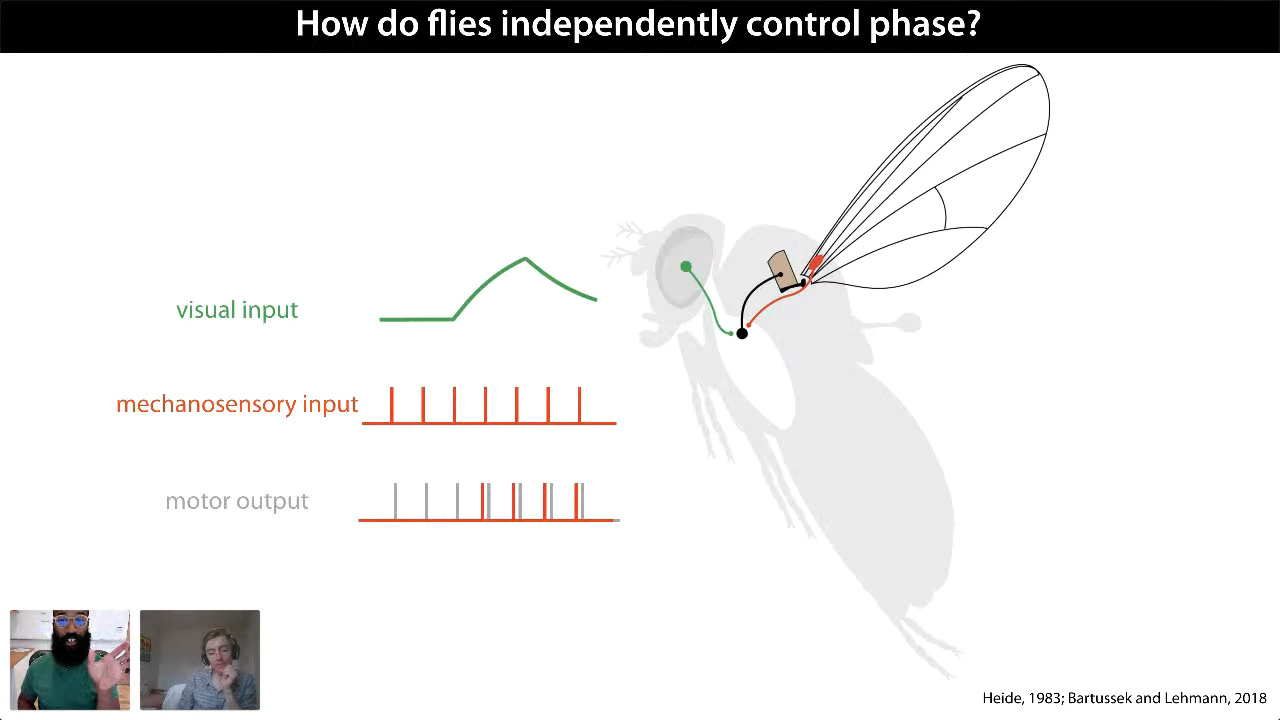 How do flies independently control phase?
visual input
mechanosensory input
motor output
Heide, 1983; Bartussek and Lehmann, 2018